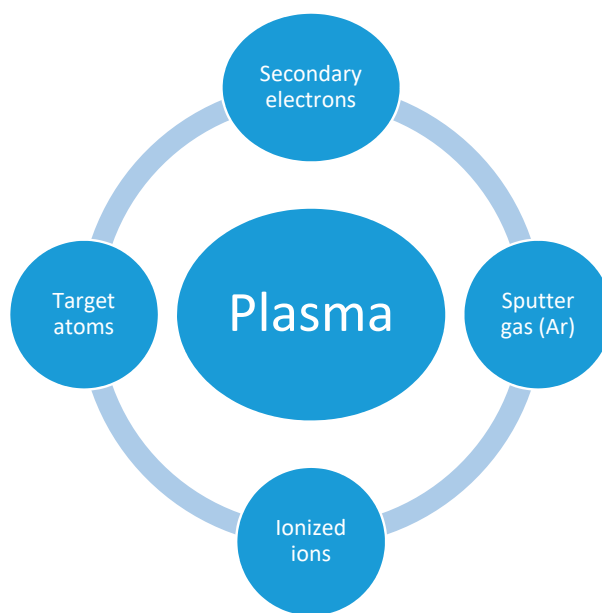 Secondary
electrons
Target
atoms
Plasma
Sputter
gas (Ar)
Ionized
ions